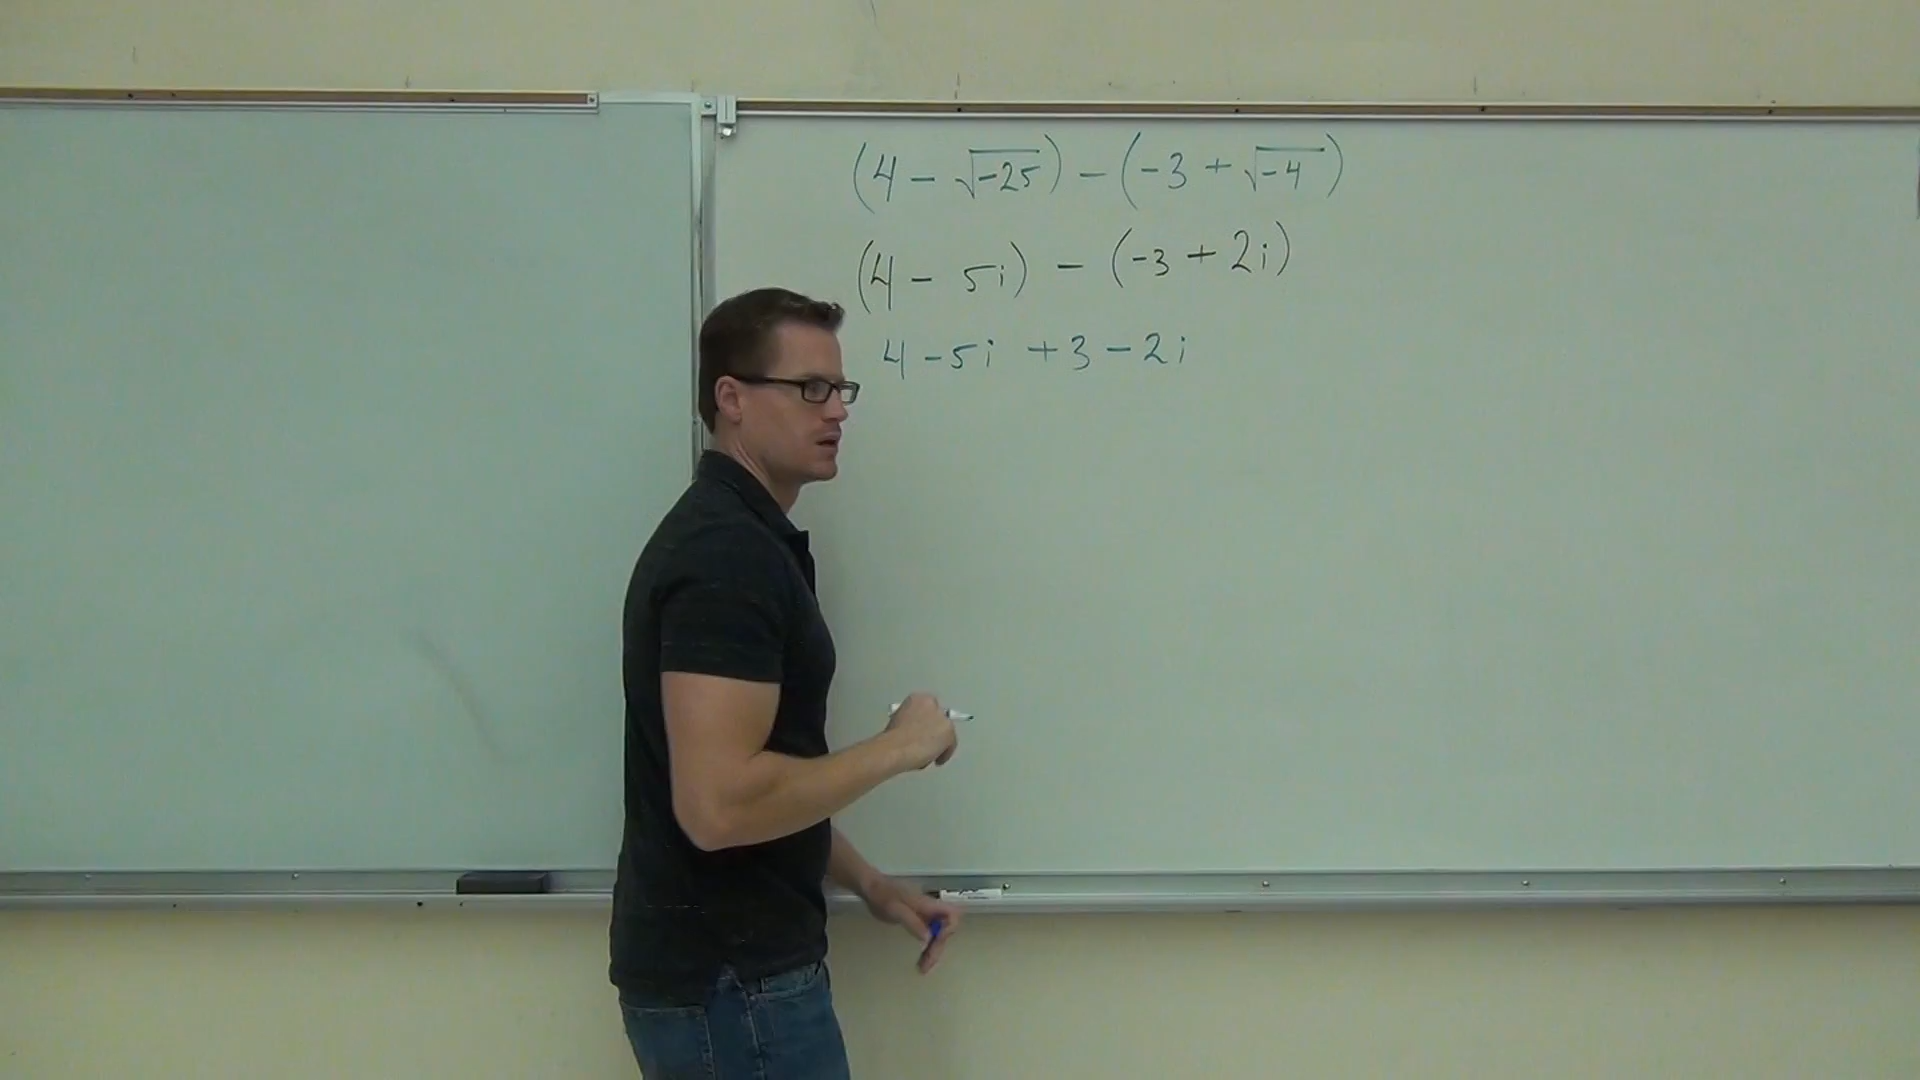 (4 - √-25) - (-3 + √-4)
(4 - 5i) - (-3 + 2i)
4 - 5i + 3 - 2i